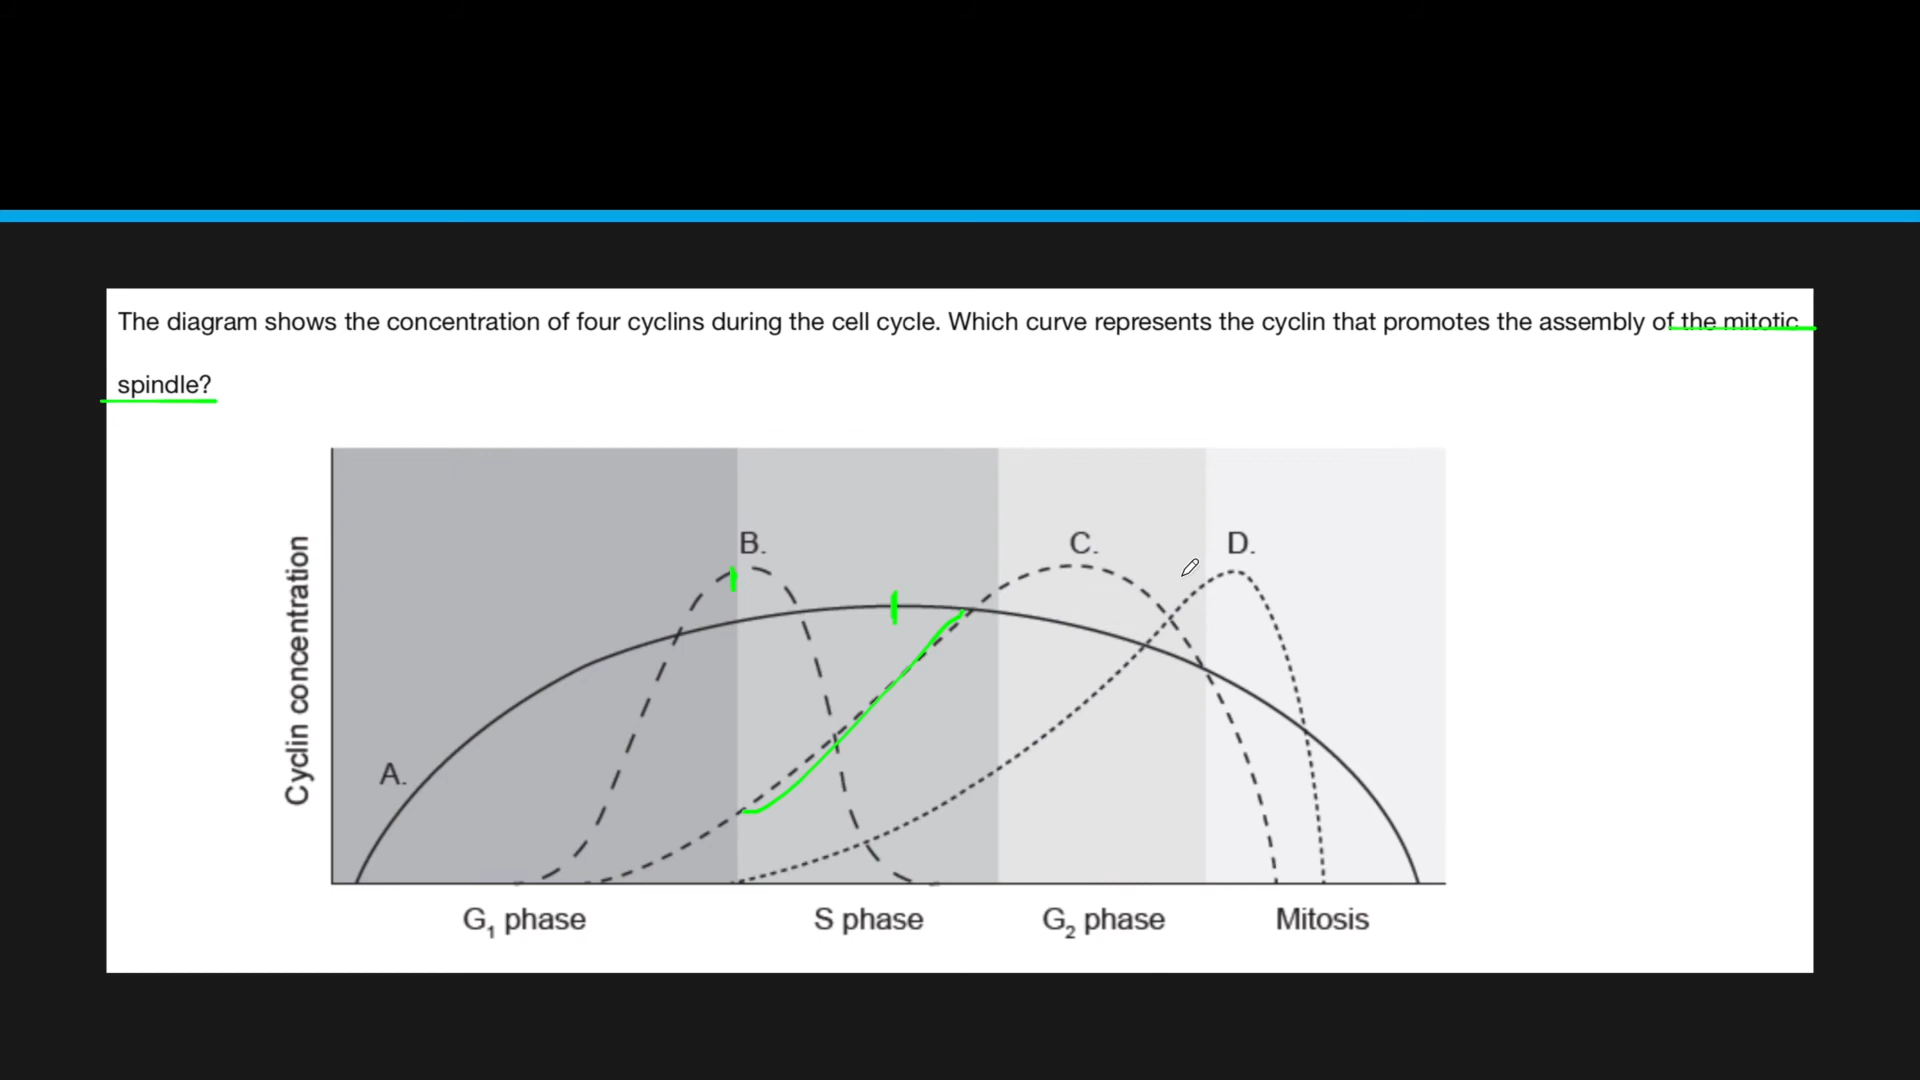 The diagram shows the concentration of four cyclins during the cell cycle. Which curve represents the cyclin that promotes the assembly of the mitotic
spindle?
B.
C.
D.
A.
Cyclin concentration
G₁ phase
S phase
G₂ phase
Mitosis